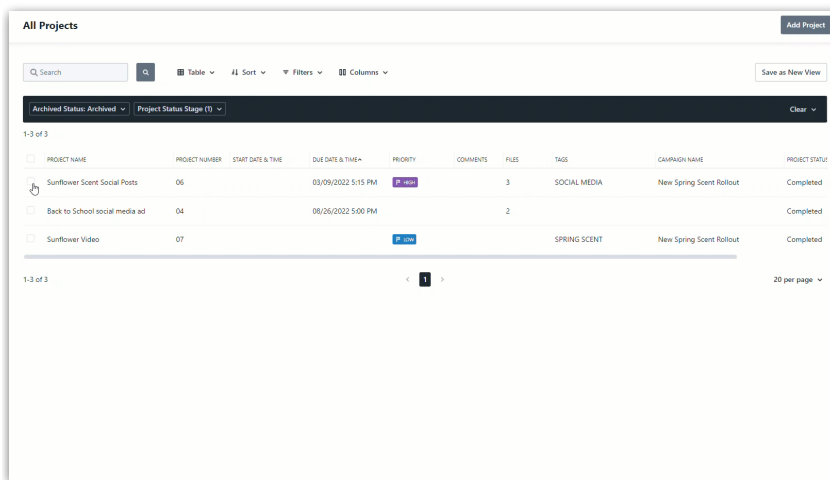 All Projects
Add Project
Search
Table
Sort
Filters
Columns
Save as New View
Archived Status: Archived
Project Status Stage (1)
Clear
1-3 of 3
PROJECT NAME PROJECT NUMBER START DATE & TIME DUE DATE & TIME PRIORITY COMMENTS FILES TAGS CAMPAIGN NAME PROJECT STATUS
Sunflower Scent Social Posts 06 03/09/2022 5:15 PM HIGH 3 SOCIAL MEDIA New Spring Scent Rollout Completed
Back to School social media ad 04 08/26/2022 5:00 PM 2 Completed
Sunflower Video 07 LOW SPRING SCENT New Spring Scent Rollout Completed
1-3 of 3
1
20 per page